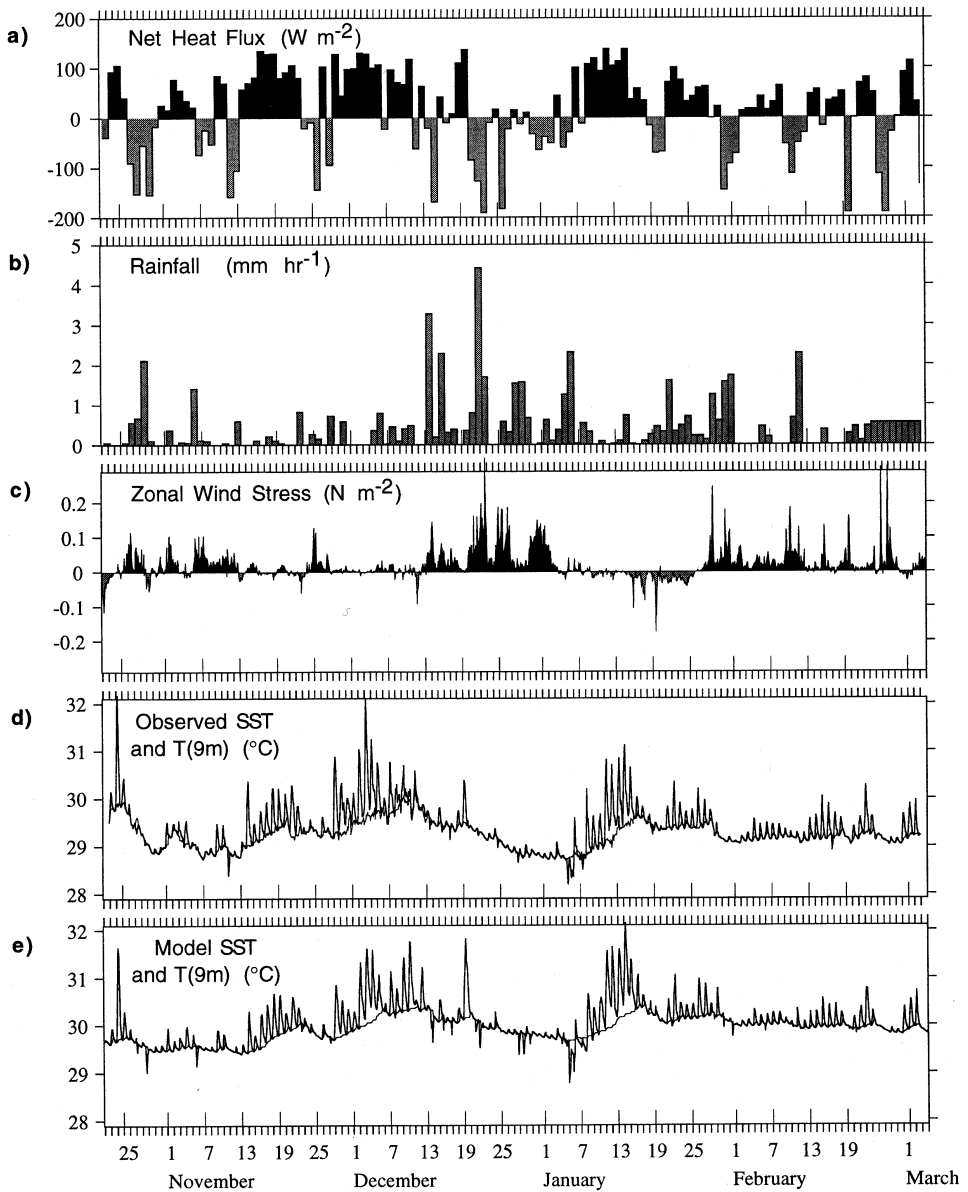 a)
Net Heat Flux (W m-2)
200
100
0
-100
-200
b)
Rainfall (mm hr-1)
5
4
3
2
1
0
c)
Zonal Wind Stress (N m-2)
0.2
0.1
0
-0.1
-0.2
d)
Observed SST
and T(9m) (°C)
32
31
30
29
28
e)
Model SST
and T(9m) (°C)
32
31
30
29
28
25 1 7 13 19 25 1 7 13 19 25 1 7 13 19 25 1 7 13 19 1
November December January February March